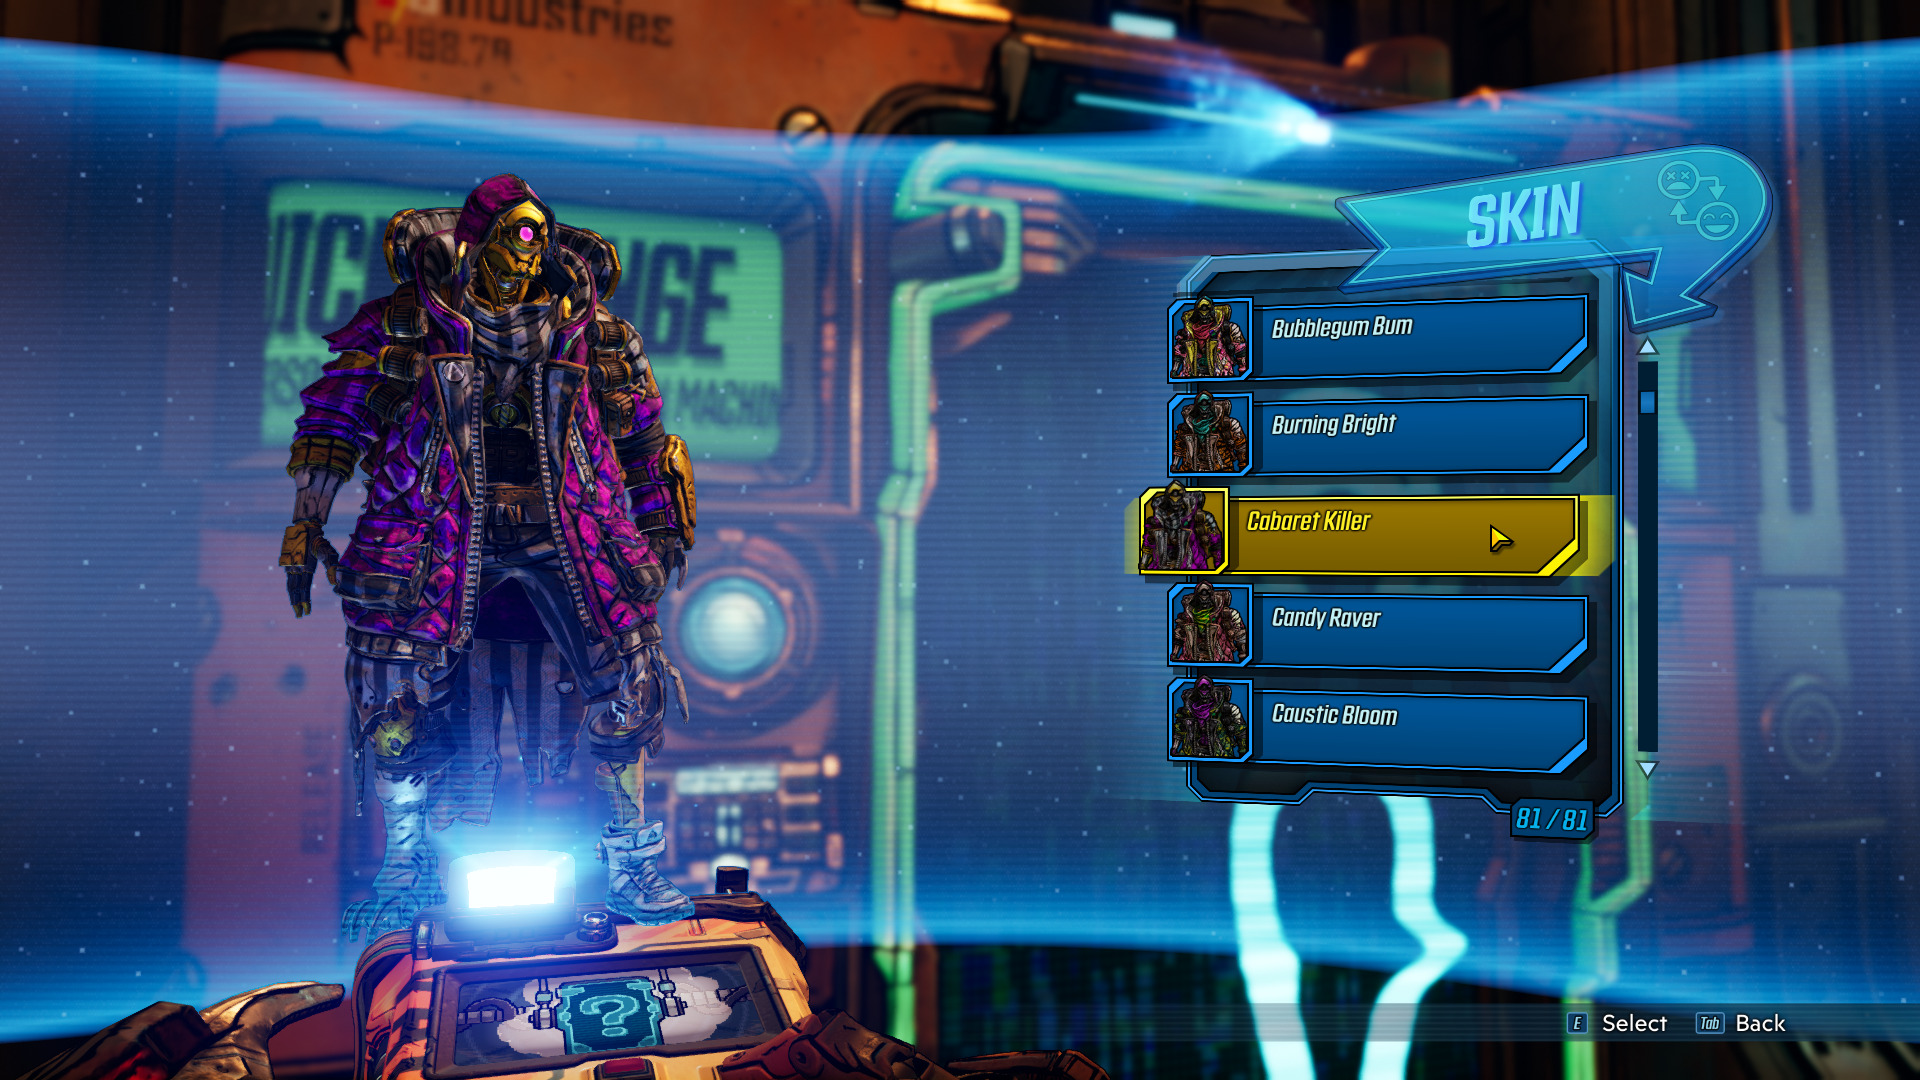 Industries
P-198.79
SKIN
Bubblegum Bum
Burning Bright
Cabaret Killer
Candy Raver
Caustic Bloom
81/81
?
E Select Tab Back